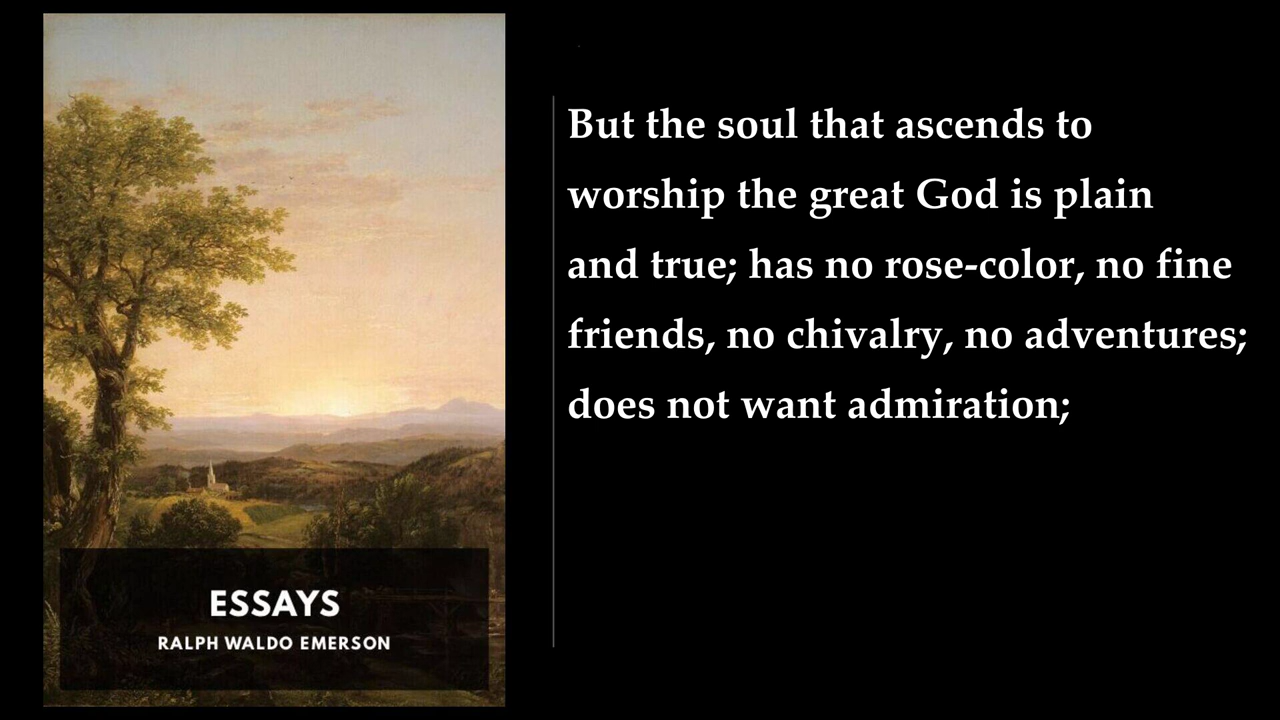 But the soul that ascends to
worship the great God is plain
and true; has no rose-color, no fine
friends, no chivalry, no adventures;
does not want admiration;
ESSAYS
RALPH WALDO EMERSON